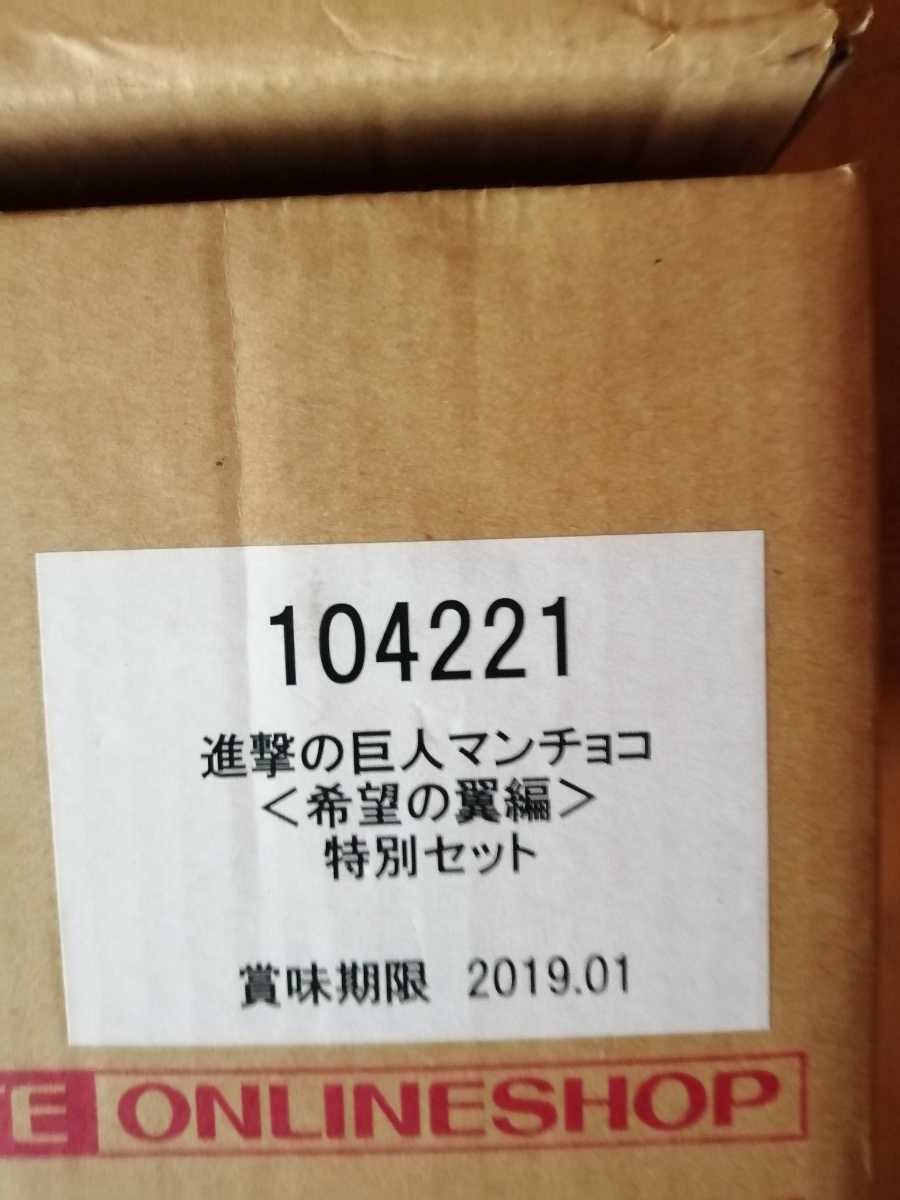 104221
進撃の巨人マンチョコ
＜希望の翼編＞
特別セット
賞味期限 2019.01
TE ONLINESHOP